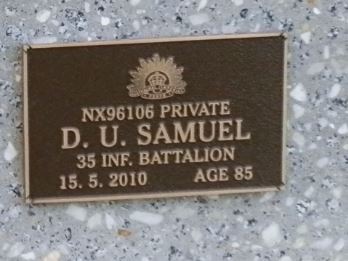 NX96106 PRIVATE
D. U. SAMUEL
35 INF. BATTALION
15. 5. 2010 AGE 85